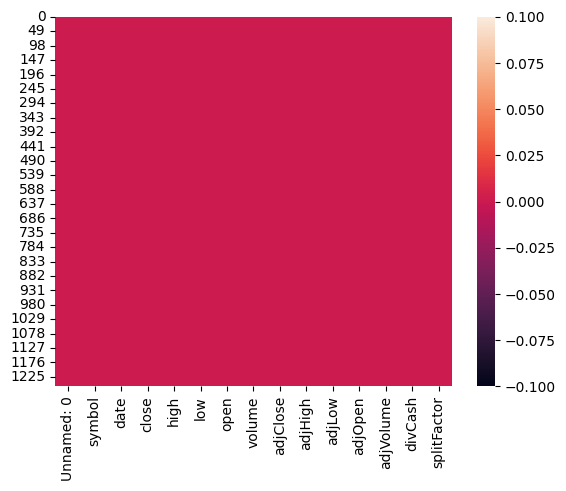 0
49
98
147
196
245
294
343
392
441
490
539
588
637
686
735
784
833
882
931
980
1029
1078
1127
1176
1225
Unnamed: 0
symbol
date
close
high
low
open
volume
adjClose
adjHigh
adjLow
adjOpen
adjVolume
divCash
splitFactor
0.100
0.075
0.050
0.025
0.000
−0.025
−0.050
−0.075
−0.100